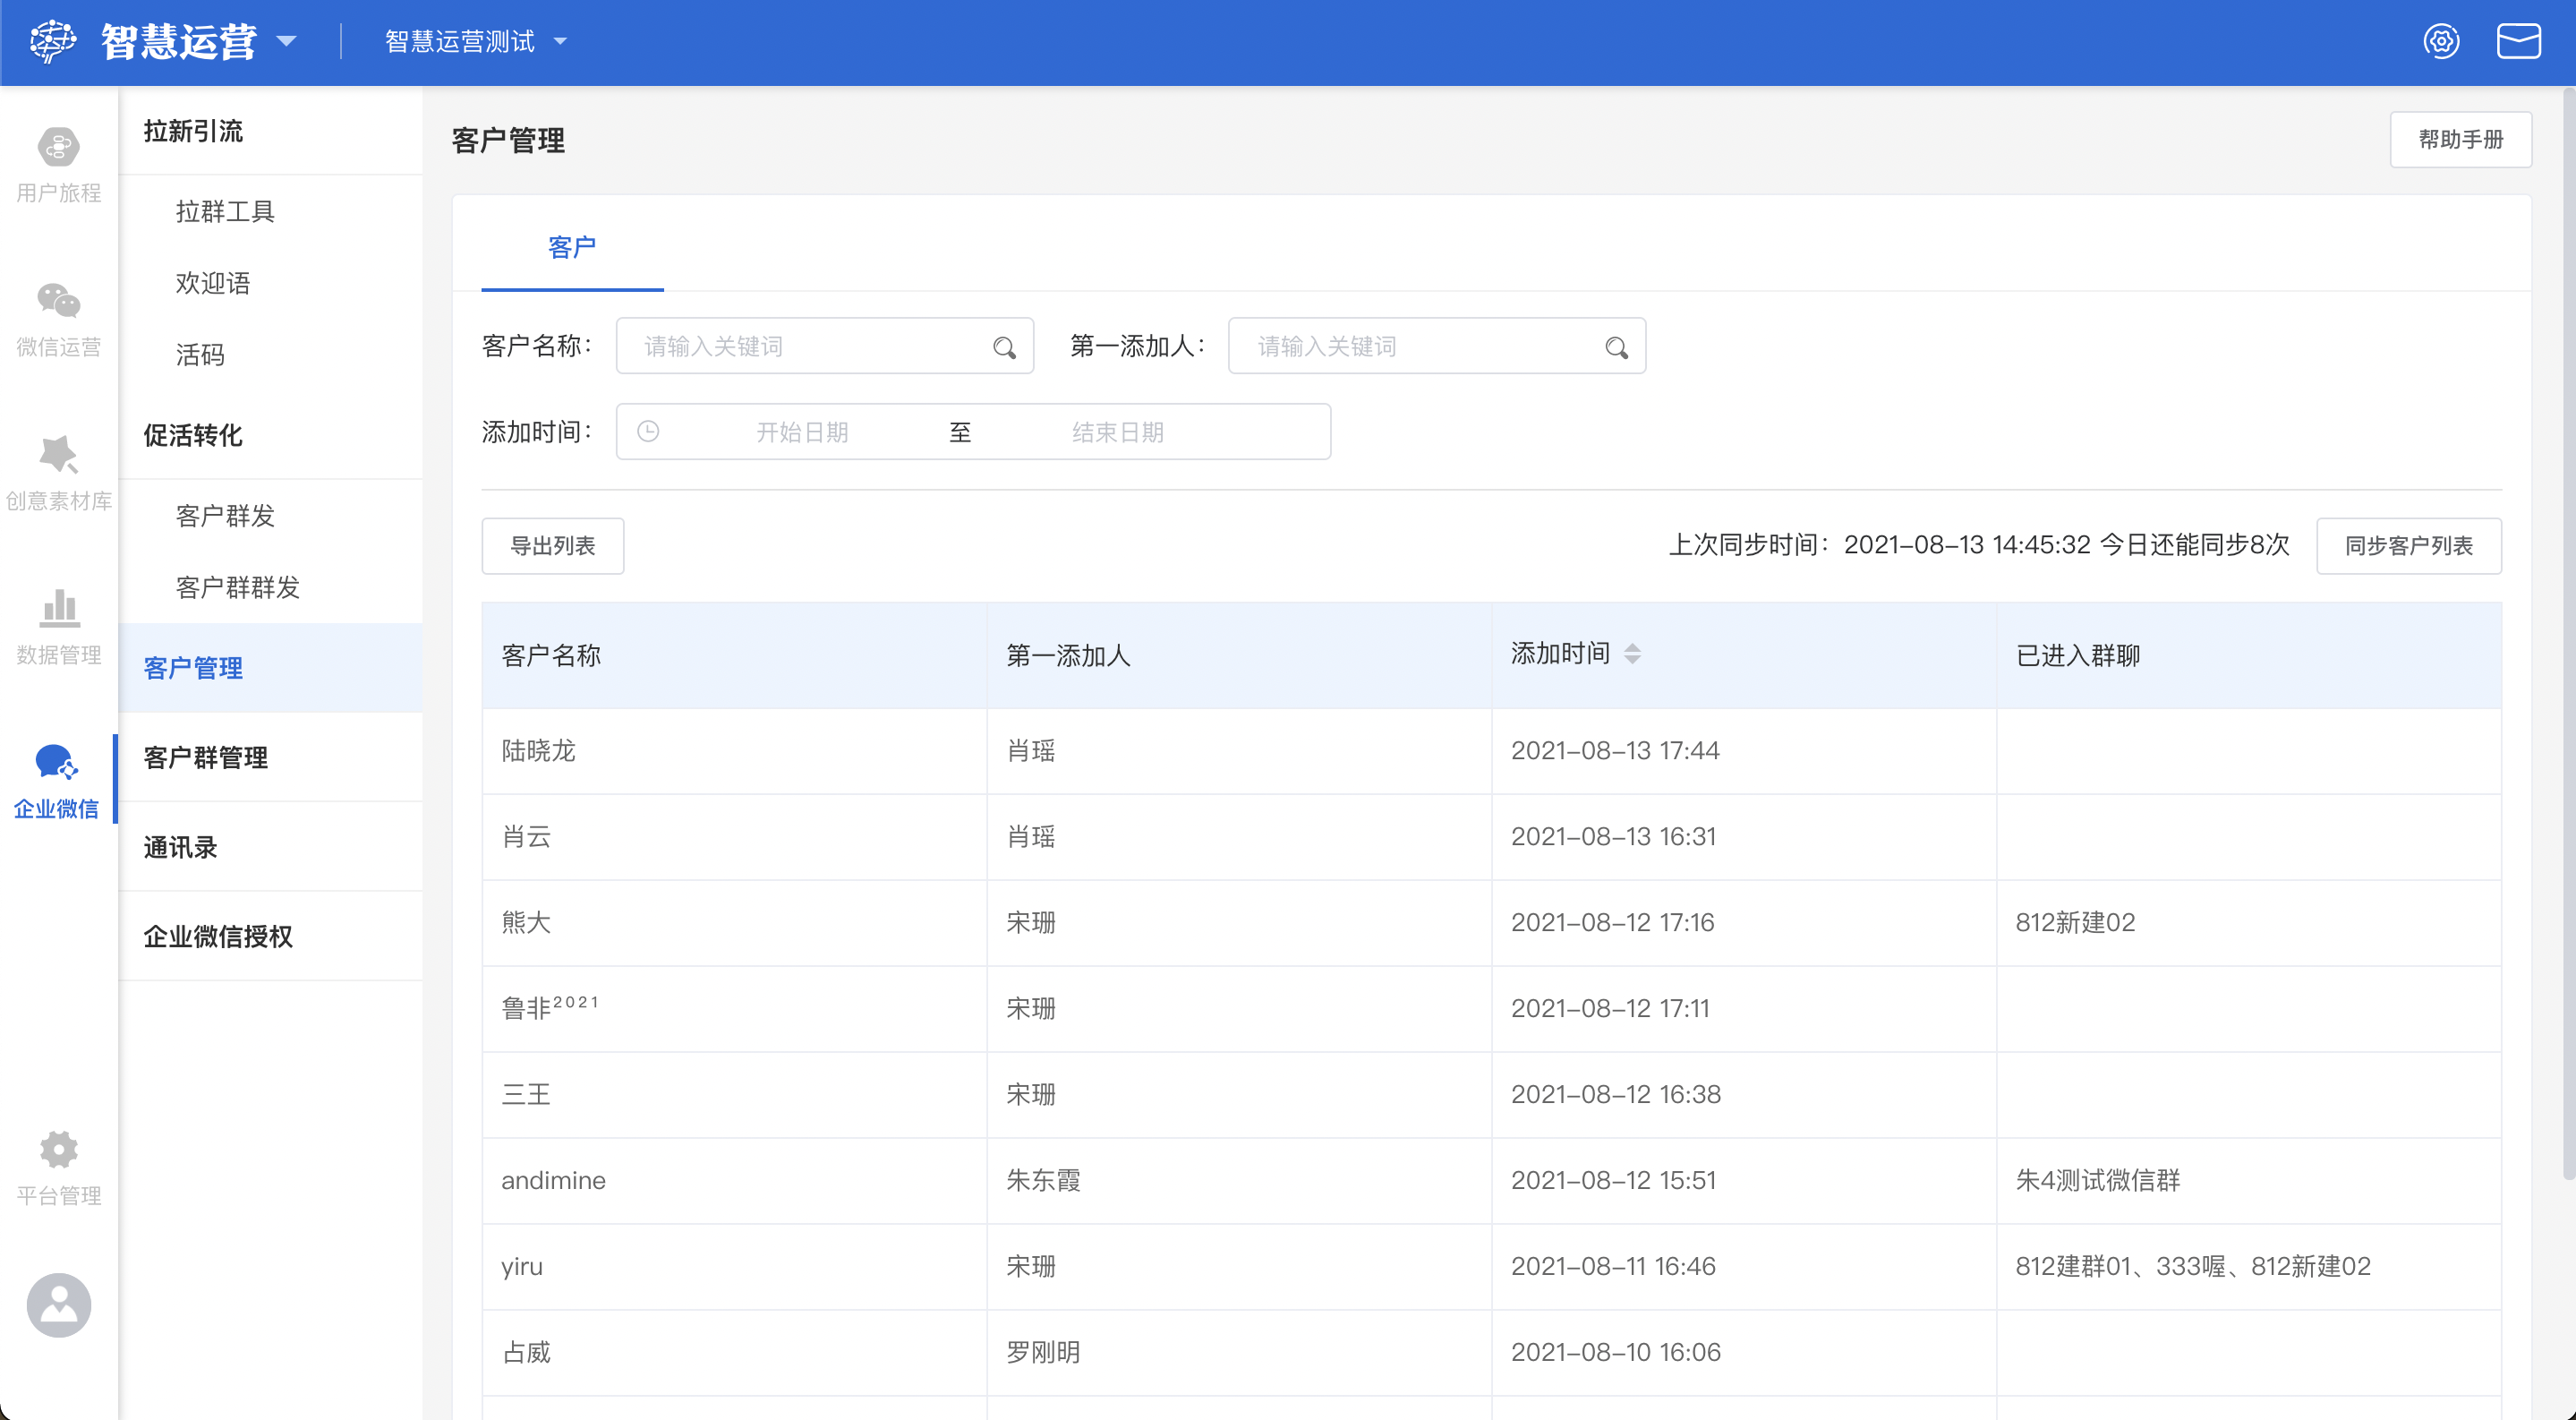 智慧运营
智慧运营测试
用户旅程
微信运营
创意素材库
数据管理
企业微信
平台管理
拉新引流
拉群工具
欢迎语
活码
促活转化
客户群发
客户群群发
客户管理
客户群管理
通讯录
企业微信授权
客户管理
帮助手册
客户
客户名称： 请输入关键词 第一添加人： 请输入关键词
添加时间： 开始日期 至 结束日期
导出列表 上次同步时间：2021-08-13 14:45:32 今日还能同步8次 同步客户列表
客户名称 第一添加人 添加时间 已进入群聊
陆晓龙 肖瑶 2021-08-13 17:44
肖云 肖瑶 2021-08-13 16:31
熊大 宋珊 2021-08-12 17:16 812新建02
鲁非²⁰²¹ 宋珊 2021-08-12 17:11
三王 宋珊 2021-08-12 16:38
andimine 朱东霞 2021-08-12 15:51 朱4测试微信群
yiru 宋珊 2021-08-11 16:46 812建群01、333喔、812新建02
占威 罗刚明 2021-08-10 16:06